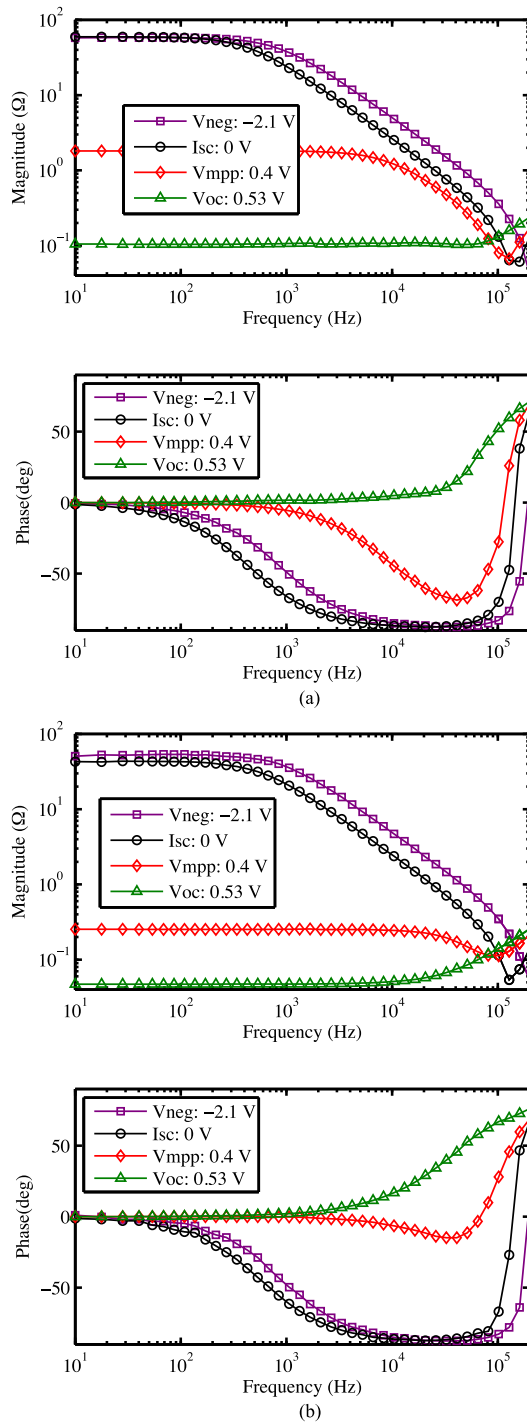 10^2
10^1
10^0
10^-1
Magnitude (Ω)
Vneg: −2.1 V
Isc: 0 V
Vmpp: 0.4 V
Voc: 0.53 V
10^1 10^2 10^3 10^4 10^5
Frequency (Hz)
50
0
−50
Phase(deg)
Vneg: −2.1 V
Isc: 0 V
Vmpp: 0.4 V
Voc: 0.53 V
10^1 10^2 10^3 10^4 10^5
Frequency (Hz)
(a)
10^2
10^1
10^0
10^-1
Magnitude (Ω)
Vneg: −2.1 V
Isc: 0 V
Vmpp: 0.4 V
Voc: 0.53 V
10^1 10^2 10^3 10^4 10^5
Frequency (Hz)
50
0
−50
Phase(deg)
Vneg: −2.1 V
Isc: 0 V
Vmpp: 0.4 V
Voc: 0.53 V
10^1 10^2 10^3 10^4 10^5
Frequency (Hz)
(b)